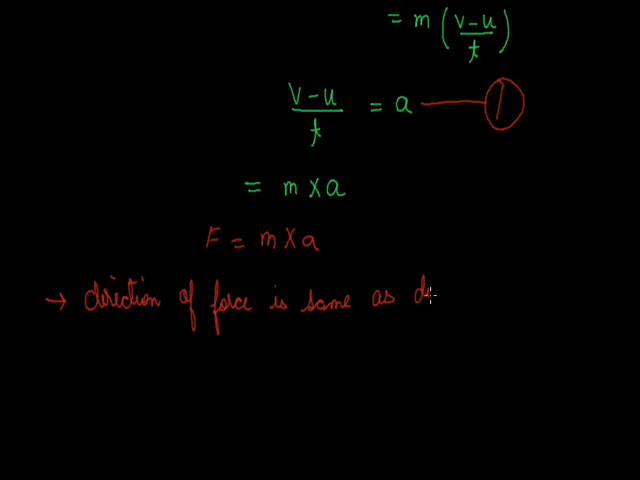 = m (v-u/t)
v-u/t = a —— 1
= m x a
F = m x a
→ direction of force is same as d